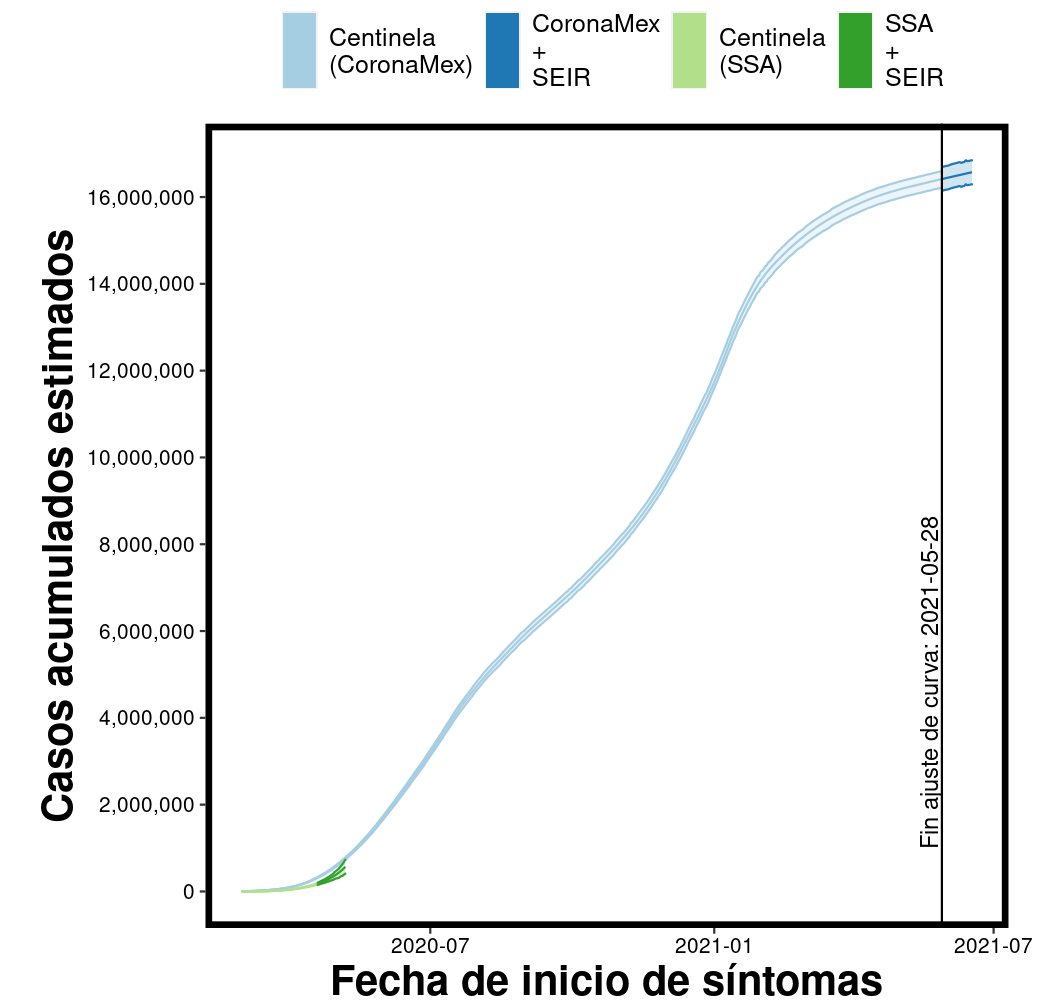 Centinela
(CoronaMex)
CoronaMex
+
SEIR
Centinela
(SSA)
SSA
+
SEIR
Casos acumulados estimados
16,000,000
14,000,000
12,000,000
10,000,000
8,000,000
6,000,000
4,000,000
2,000,000
0
Fin ajuste de curva: 2021-05-28
2020-07
2021-01
2021-07
Fecha de inicio de síntomas